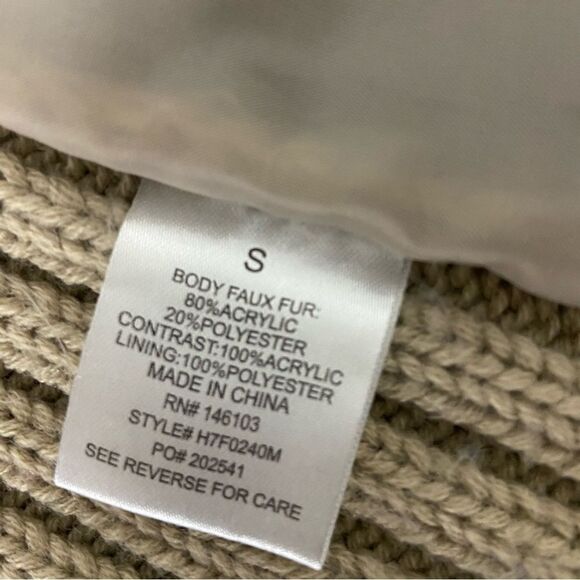 S
BODY FAUX FUR:
80%ACRYLIC
20%POLYESTER
CONTRAST:100%ACRYLIC
LINING:100%POLYESTER
MADE IN CHINA
RN# 146103
STYLE# H7F0240M
PO# 202541
SEE REVERSE FOR CARE